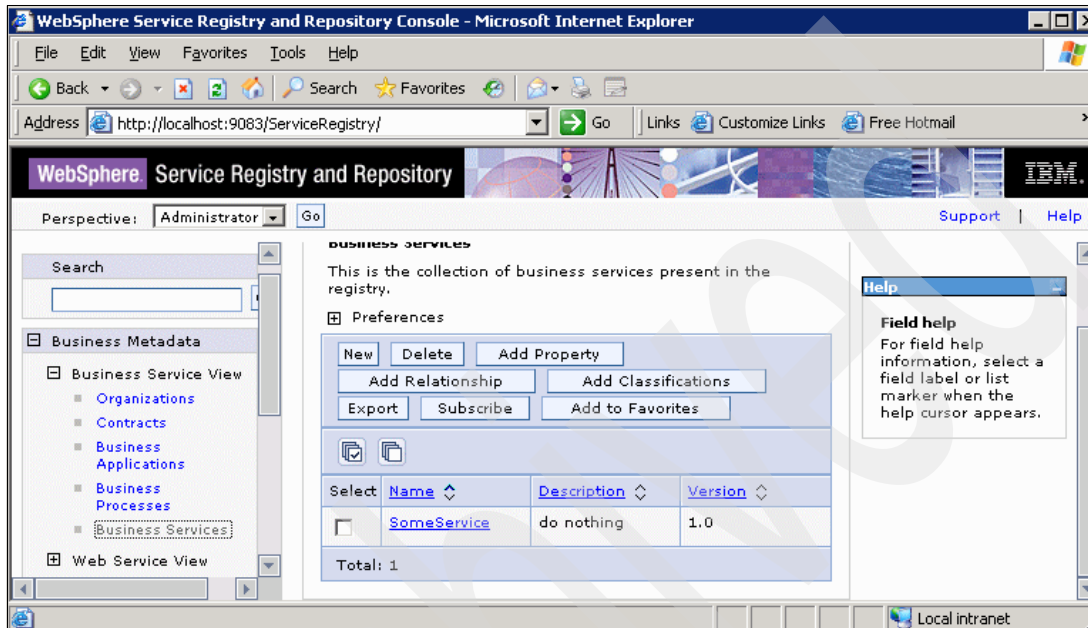 WebSphere Service Registry and Repository Console - Microsoft Internet Explorer
File Edit View Favorites Tools Help
Back Search Favorites
Address http://localhost:9083/ServiceRegistry/ Go Links Customize Links Free Hotmail
WebSphere. Service Registry and Repository IBM.
Perspective: Administrator Go Support | Help
Search
Business Metadata
Business Service View
Organizations
Contracts
Business
Applications
Business
Processes
Business Services
Web Service View
Business Services
This is the collection of business services present in the
registry.
Preferences
New Delete Add Property
Add Relationship Add Classifications
Export Subscribe Add to Favorites
Select Name Description Version
SomeService do nothing 1.0
Total: 1
Help
Field help
For field help
information, select a
field label or list
marker when the
help cursor appears.
Local intranet